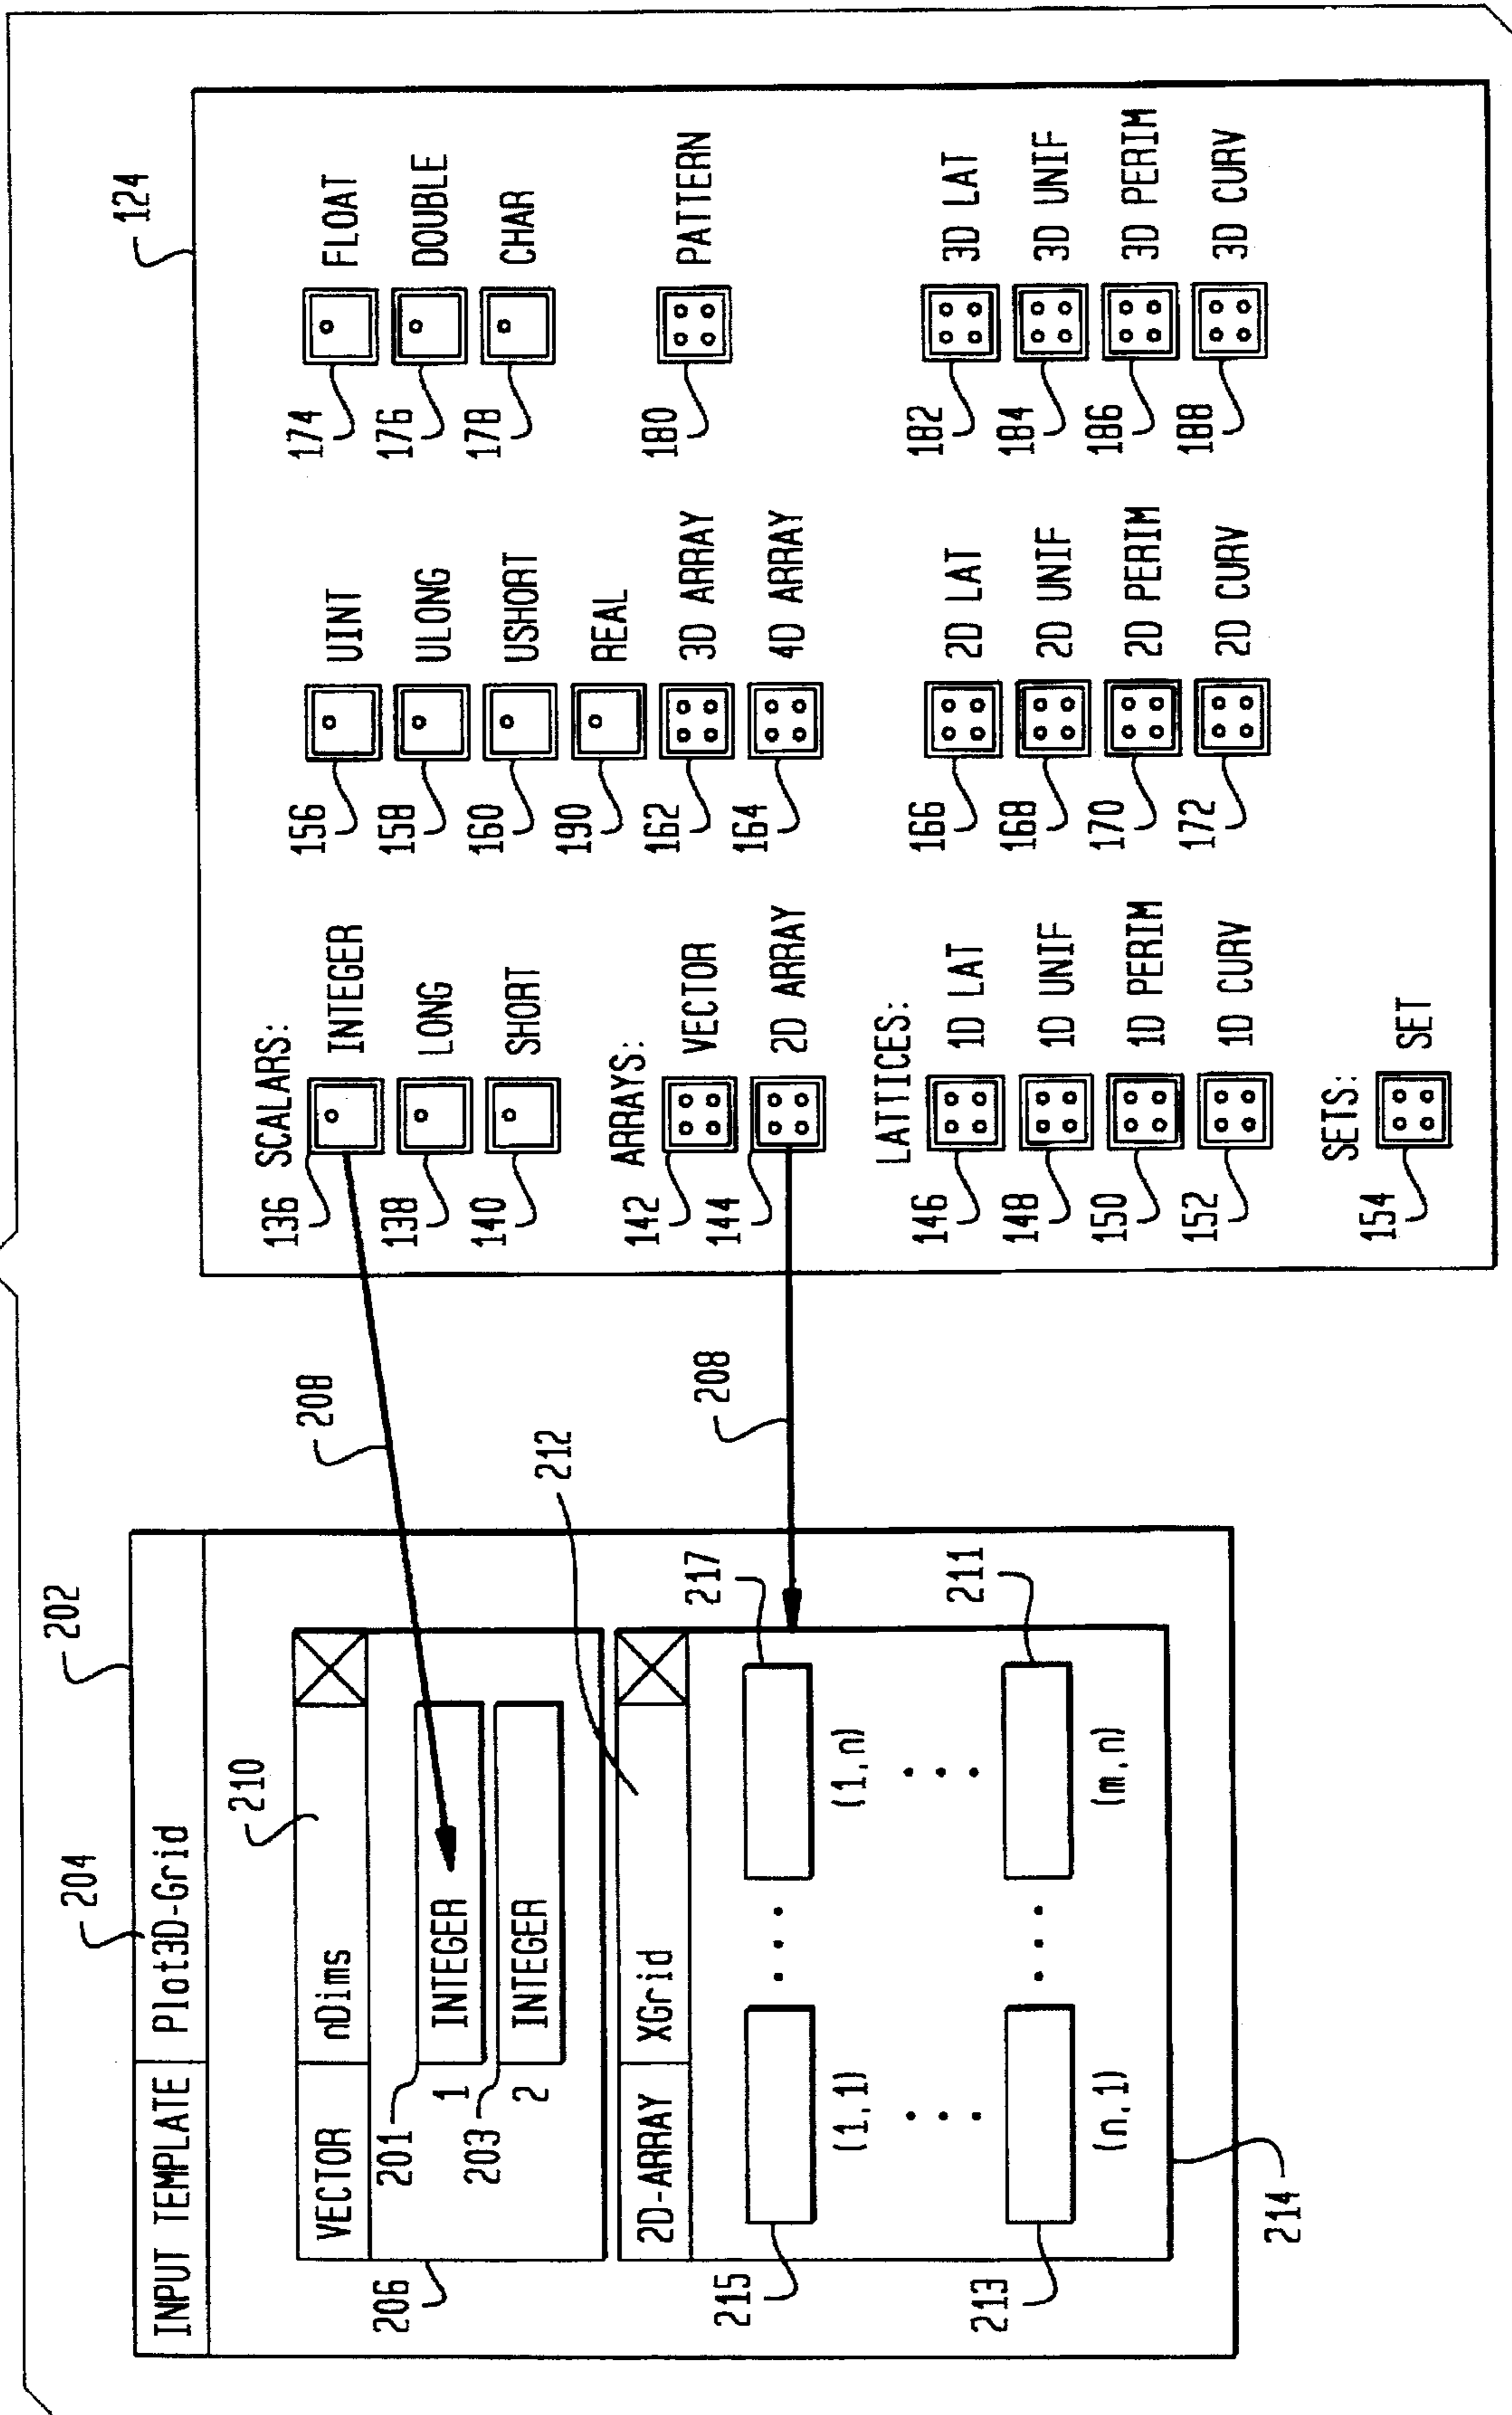 202
204
INPUT TEMPLATE Plot3D-Grid
210
VECTOR nDims
201
1 INTEGER
203
2 INTEGER
206
212
2D-ARRAY XGrid
215
217
(1,1) (1,n)
213
211
(n,1) (m,n)
214
208
208
124
SCALARS:
136 INTEGER 156 UINT 174 FLOAT
138 LONG 158 ULONG 176 DOUBLE
140 SHORT 160 USHORT 178 CHAR
190 REAL
ARRAYS:
142 VECTOR 162 3D ARRAY 180 PATTERN
144 2D ARRAY 164 4D ARRAY
LATTICES:
146 1D LAT 166 2D LAT 182 3D LAT
148 1D UNIF 168 2D UNIF 184 3D UNIF
150 1D PERIM 170 2D PERIM 186 3D PERIM
152 1D CURV 172 2D CURV 188 3D CURV
SETS:
154 SET